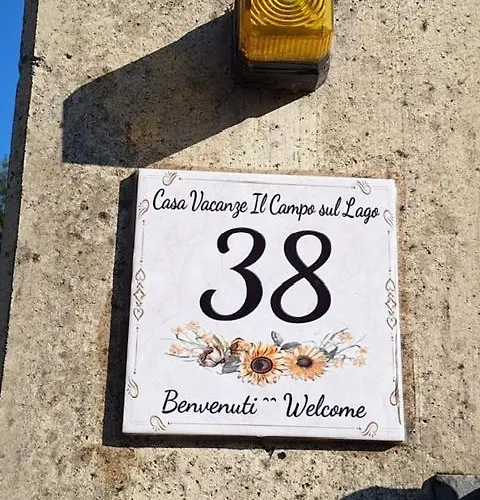 Casa Vacanze Il Campo sul Lago
38
Benvenuti ^^ Welcome